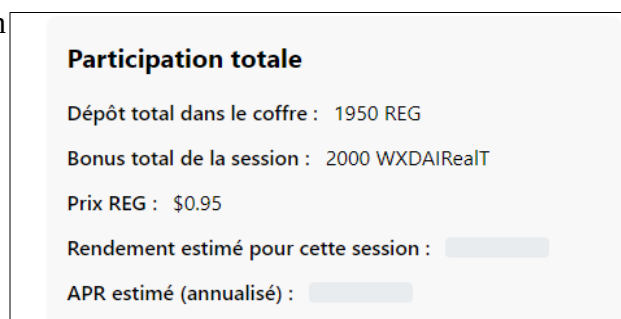 Participation totale
Dépôt total dans le coffre : 1950 REG
Bonus total de la session : 2000 WXDAIRealT
Prix REG : $0.95
Rendement estimé pour cette session :
APR estimé (annualisé) :